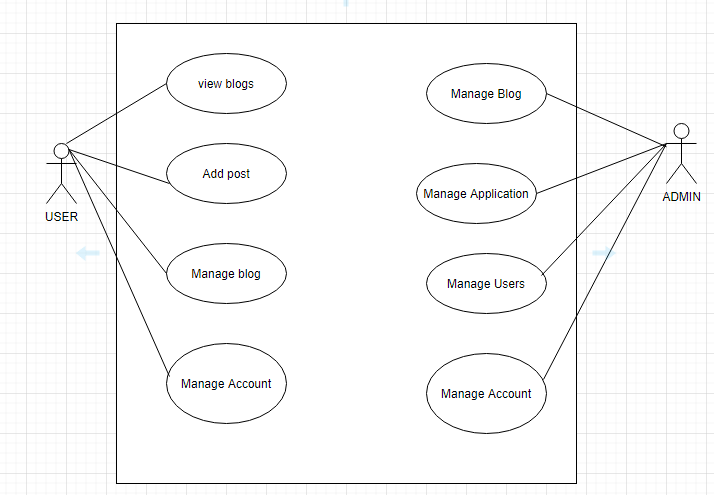 view blogs
Add post
Manage blog
Manage Account
USER
Manage Blog
Manage Application
Manage Users
Manage Account
ADMIN